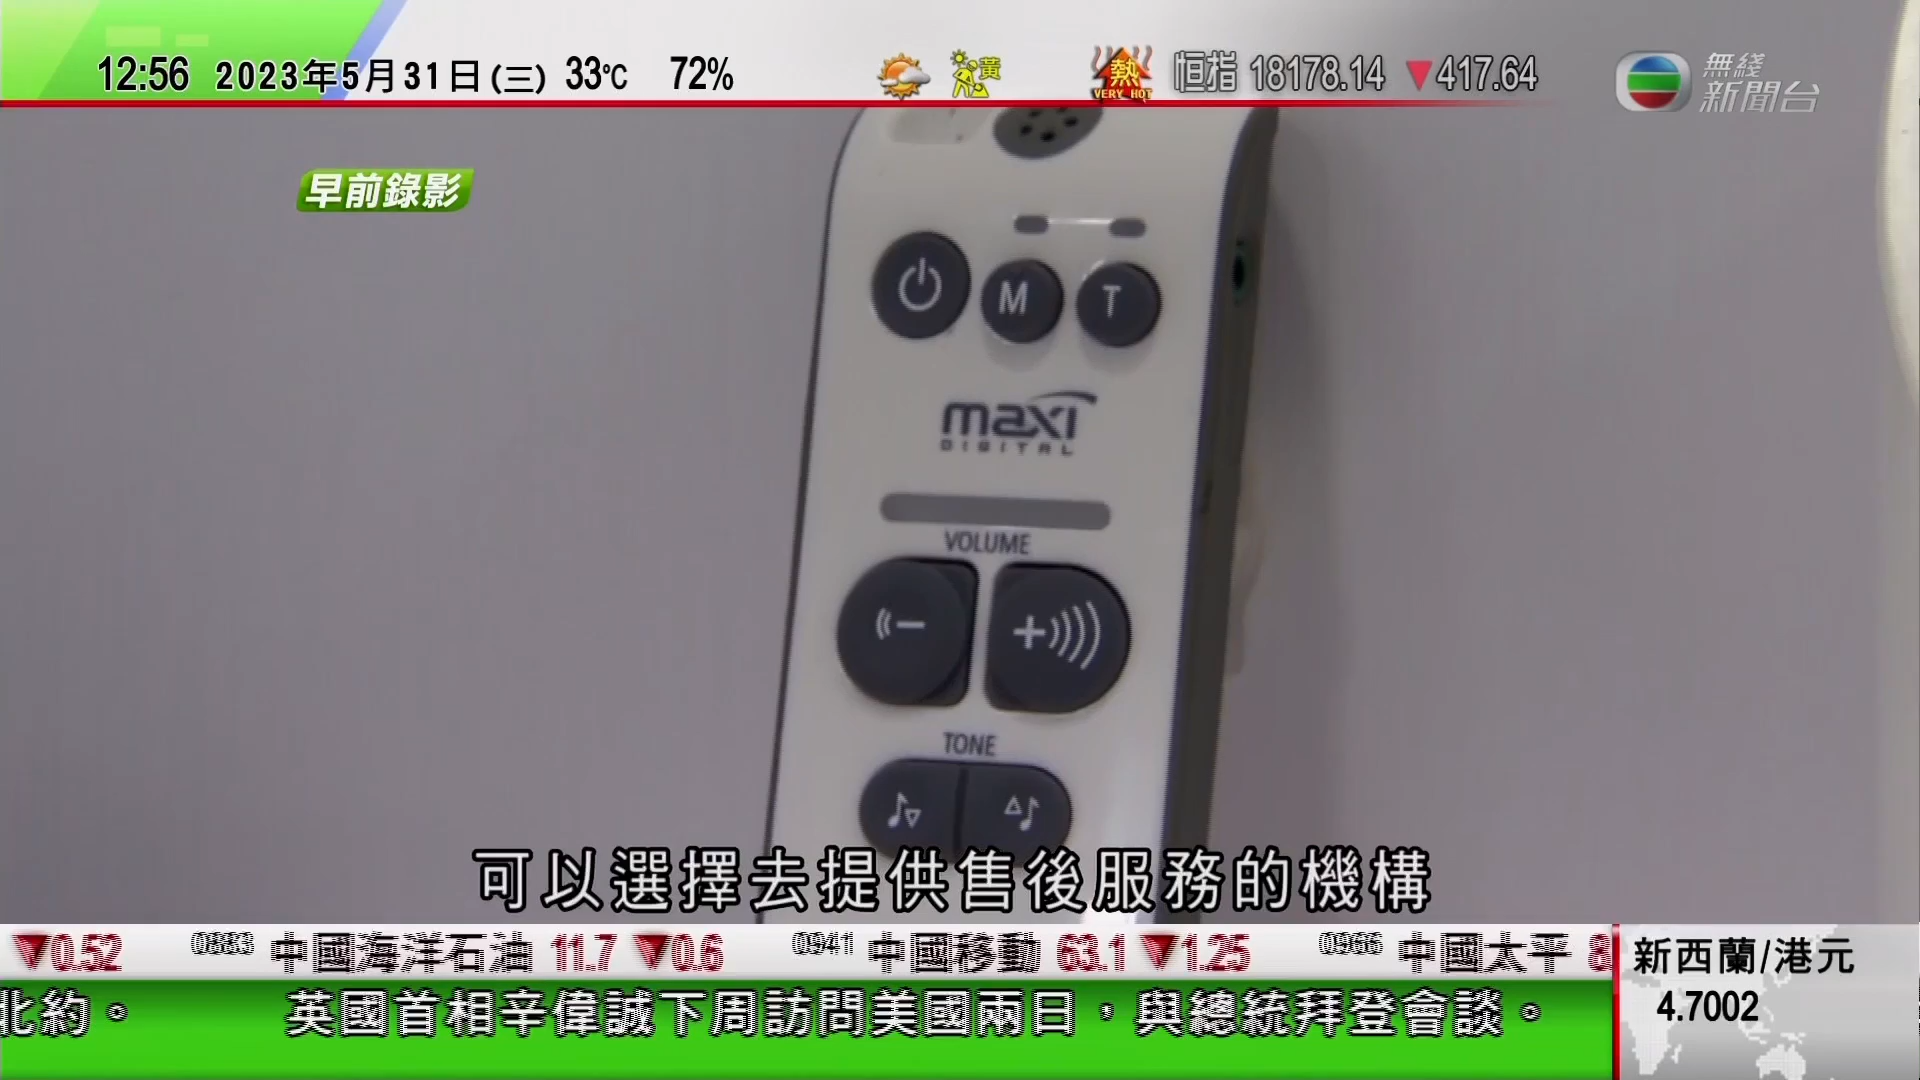 12:56 2023年5月31日(三) 33℃ 72%
黃
熱
VERY HOT
恒指 18178.14 ▼417.64
無綫
新聞台
早前錄影
M T
maxi
DIGITAL
VOLUME
TONE
可以選擇去提供售後服務的機構
▼0.52 0883 中國海洋石油 11.7 ▼0.6 0941 中國移動 63.1 ▼1.25 0966 中國太平 8
新西蘭/港元
4.7002
北約。 英國首相辛偉誠下周訪問美國兩日，與總統拜登會談。